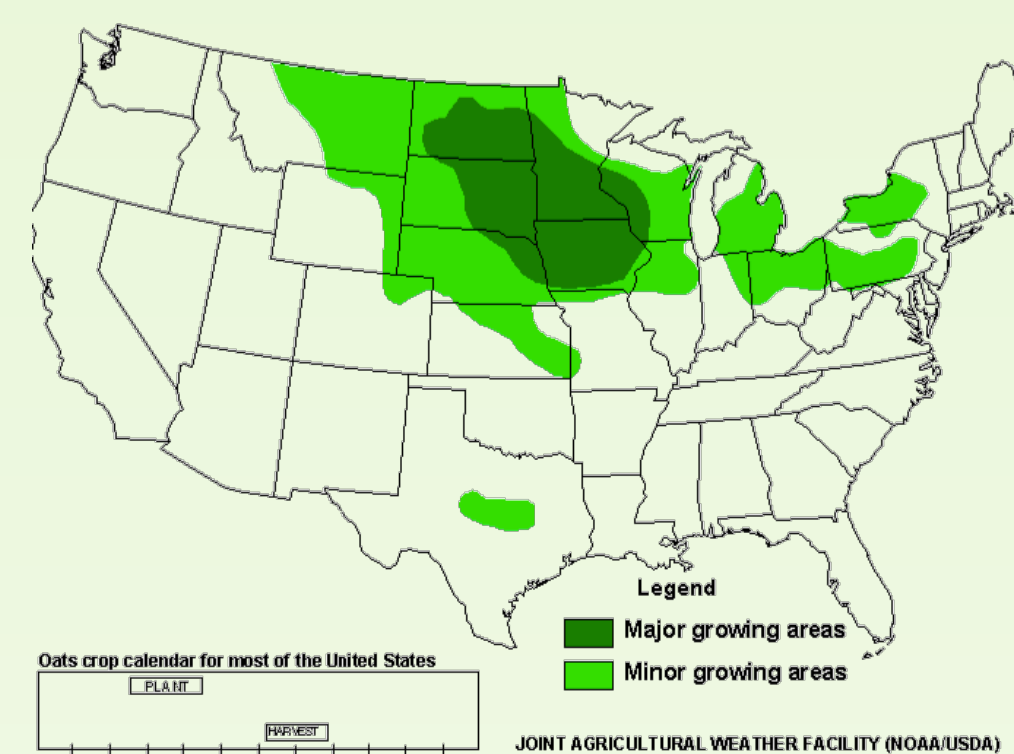 Legend
Major growing areas
Minor growing areas
Oats crop calendar for most of the United States
PLANT
HARVEST
JOINT AGRICULTURAL WEATHER FACILITY (NOAA/USDA)